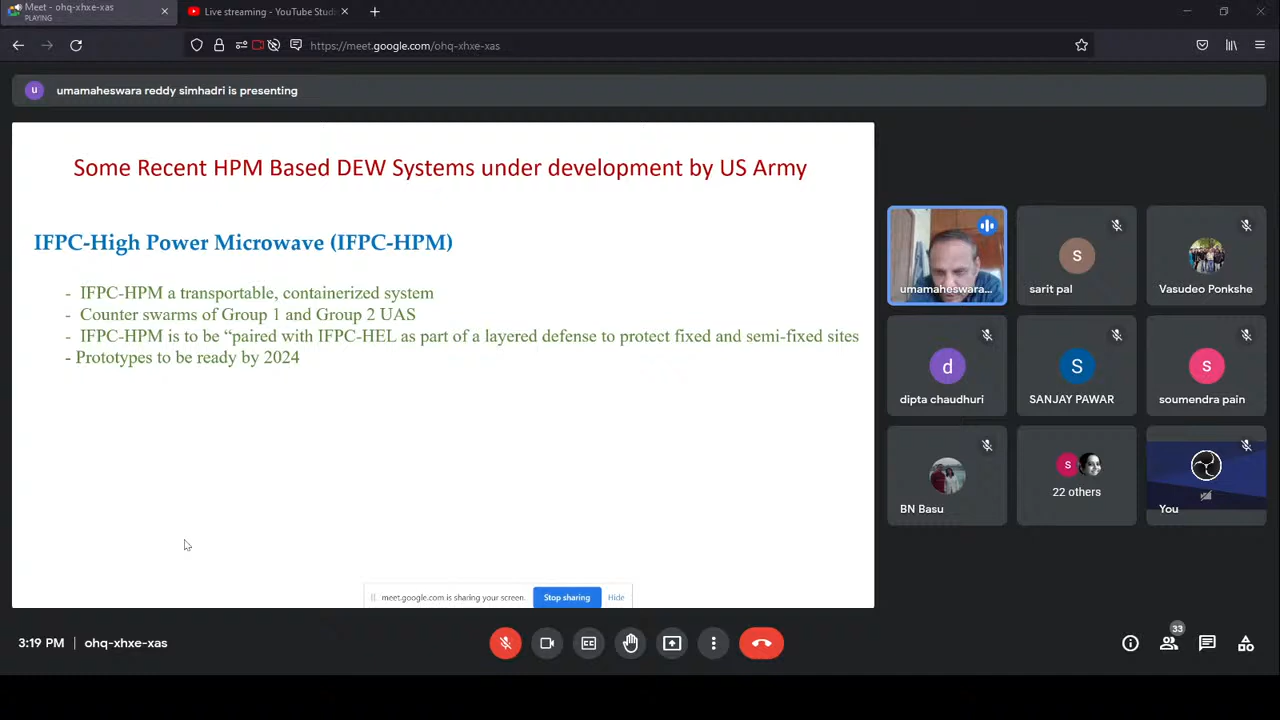 Meet - ohq-xhxe-xas
PLAYING
Live streaming - YouTube Stud
https://meet.google.com/ohq-xhxe-xas
u
umamaheswara reddy simhadri is presenting
Some Recent HPM Based DEW Systems under development by US Army
IFPC-High Power Microwave (IFPC-HPM)
- IFPC-HPM a transportable, containerized system
- Counter swarms of Group 1 and Group 2 UAS
- IFPC-HPM is to be “paired with IFPC-HEL as part of a layered defense to protect fixed and semi-fixed sites
- Prototypes to be ready by 2024
meet.google.com is sharing your screen.
Stop sharing
Hide
umamaheswara...
s
sarit pal
Vasudeo Ponkshe
d
dipta chaudhuri
S
SANJAY PAWAR
s
soumendra pain
BN Basu
s
22 others
You
3:19 PM | ohq-xhxe-xas
CC
33